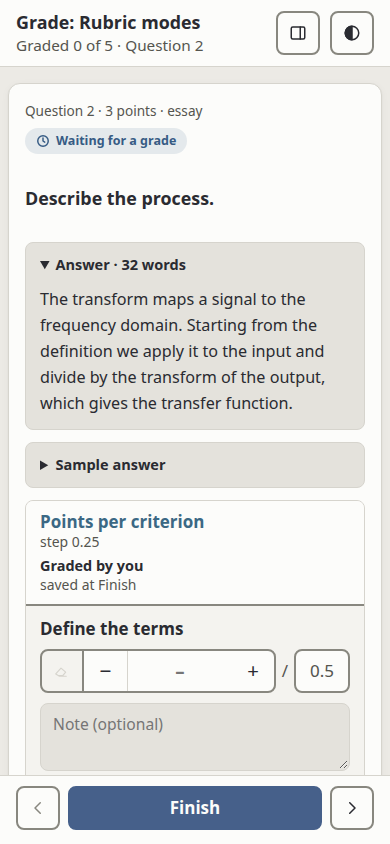 Grade: Rubric modes
Graded 0 of 5 · Question 2
Question 2 · 3 points · essay
Waiting for a grade
Describe the process.
Answer · 32 words
The transform maps a signal to the
frequency domain. Starting from the
definition we apply it to the input and
divide by the transform of the output,
which gives the transfer function.
Sample answer
Points per criterion
step 0.25
Graded by you
saved at Finish
Define the terms
− – + / 0.5
Note (optional)
Finish